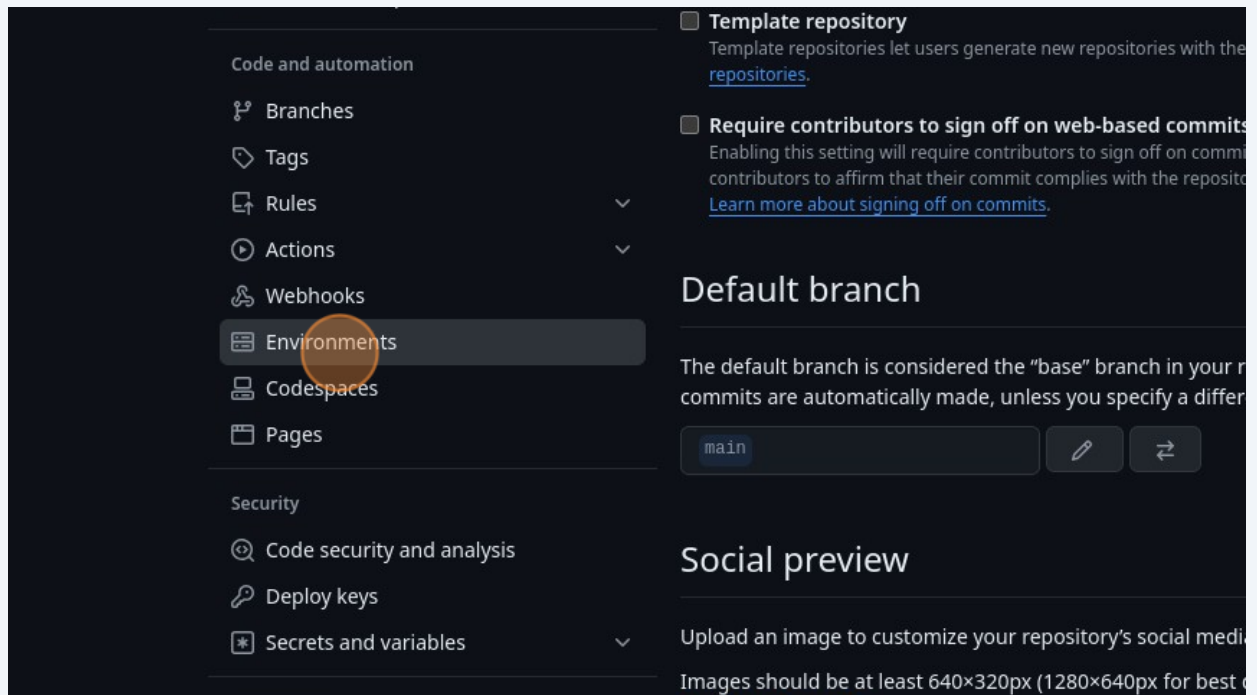 Code and automation
Branches
Tags
Rules
Actions
Webhooks
Environments
Codespaces
Pages
Security
Code security and analysis
Deploy keys
Secrets and variables
Template repository
Template repositories let users generate new repositories with the
repositories.
Require contributors to sign off on web-based commits
Enabling this setting will require contributors to sign off on commi
contributors to affirm that their commit complies with the reposito
Learn more about signing off on commits.
Default branch
The default branch is considered the “base” branch in your r
commits are automatically made, unless you specify a differ
main
Social preview
Upload an image to customize your repository’s social media
Images should be at least 640×320px (1280×640px for best